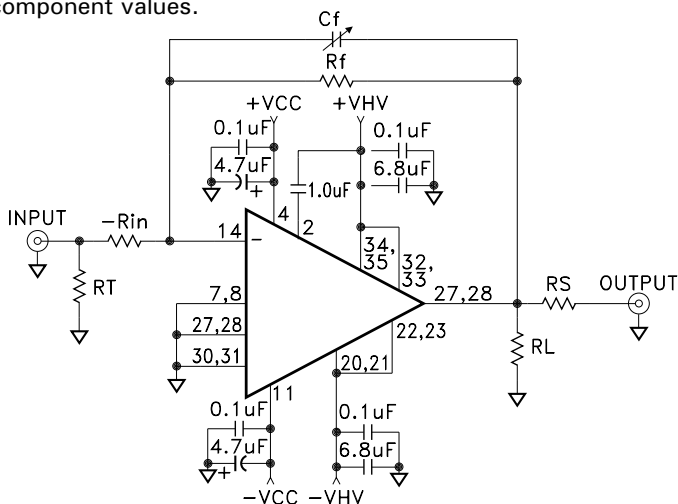 component values.
Cf
Rf
+VCC +VHV
0.1uF 0.1uF
4.7uF 6.8uF
+ 1.0uF
INPUT -Rin
4 2
14 −
34,
35
32,
33
RT
7,8
27,28 RS OUTPUT
27,28
22,23
RL
30,31 20,21
11
0.1uF 0.1uF
4.7uF 6.8uF
+
−VCC −VHV